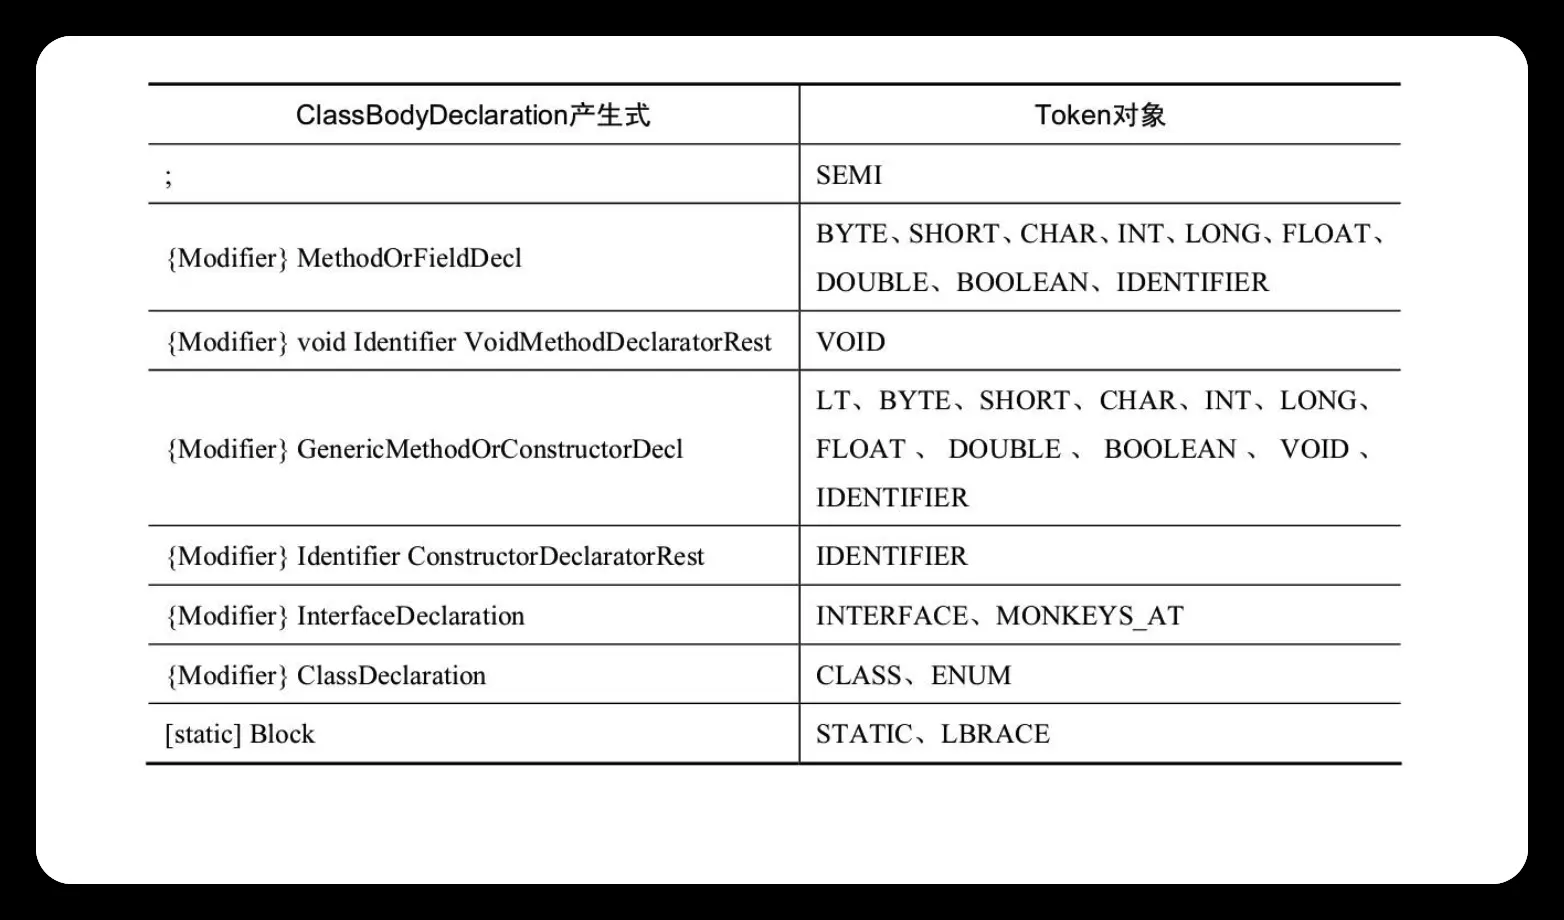 ClassBodyDeclaration产生式 Token对象
; SEMI
{Modifier} MethodOrFieldDecl BYTE、SHORT、CHAR、INT、LONG、FLOAT、
DOUBLE、BOOLEAN、IDENTIFIER
{Modifier} void Identifier VoidMethodDeclaratorRest VOID
{Modifier} GenericMethodOrConstructorDecl LT、BYTE、SHORT、CHAR、INT、LONG、
FLOAT 、 DOUBLE 、 BOOLEAN 、 VOID 、
IDENTIFIER
{Modifier} Identifier ConstructorDeclaratorRest IDENTIFIER
{Modifier} InterfaceDeclaration INTERFACE、MONKEYS_AT
{Modifier} ClassDeclaration CLASS、ENUM
[static] Block STATIC、LBRACE